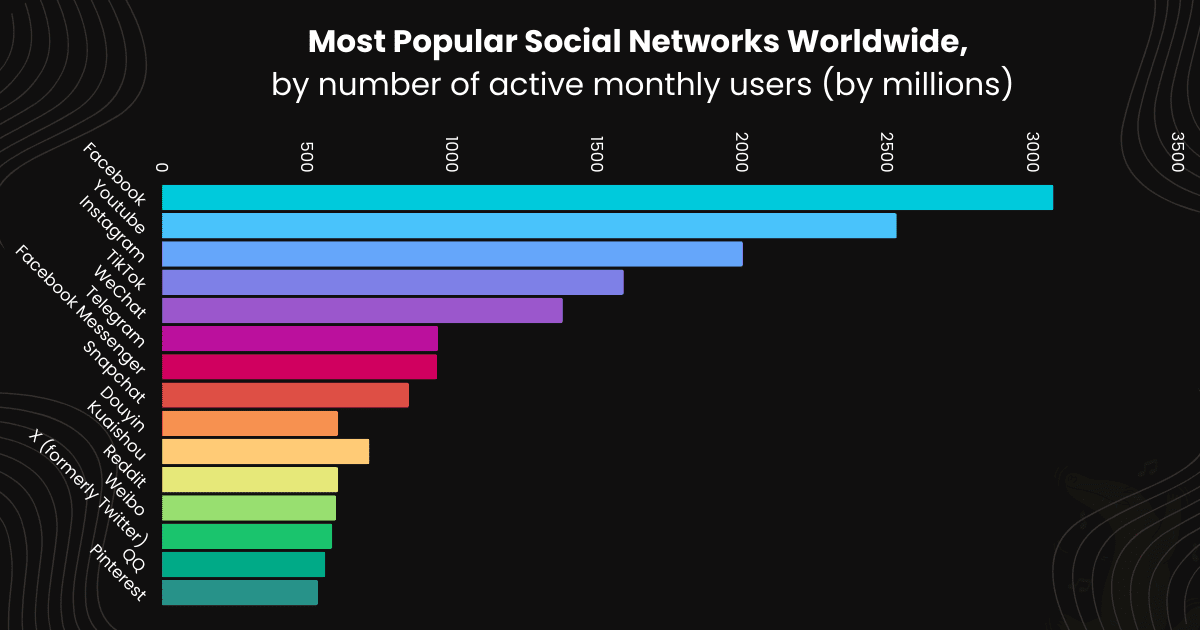 Most Popular Social Networks Worldwide,
by number of active monthly users (by millions)
0
500
1000
1500
2000
2500
3000
3500
Facebook
Youtube
Instagram
TikTok
WeChat
Telegram
Facebook Messenger
Snapchat
Douyin
Kuaishou
Reddit
Weibo
X (formerly Twitter)
QQ
Pinterest